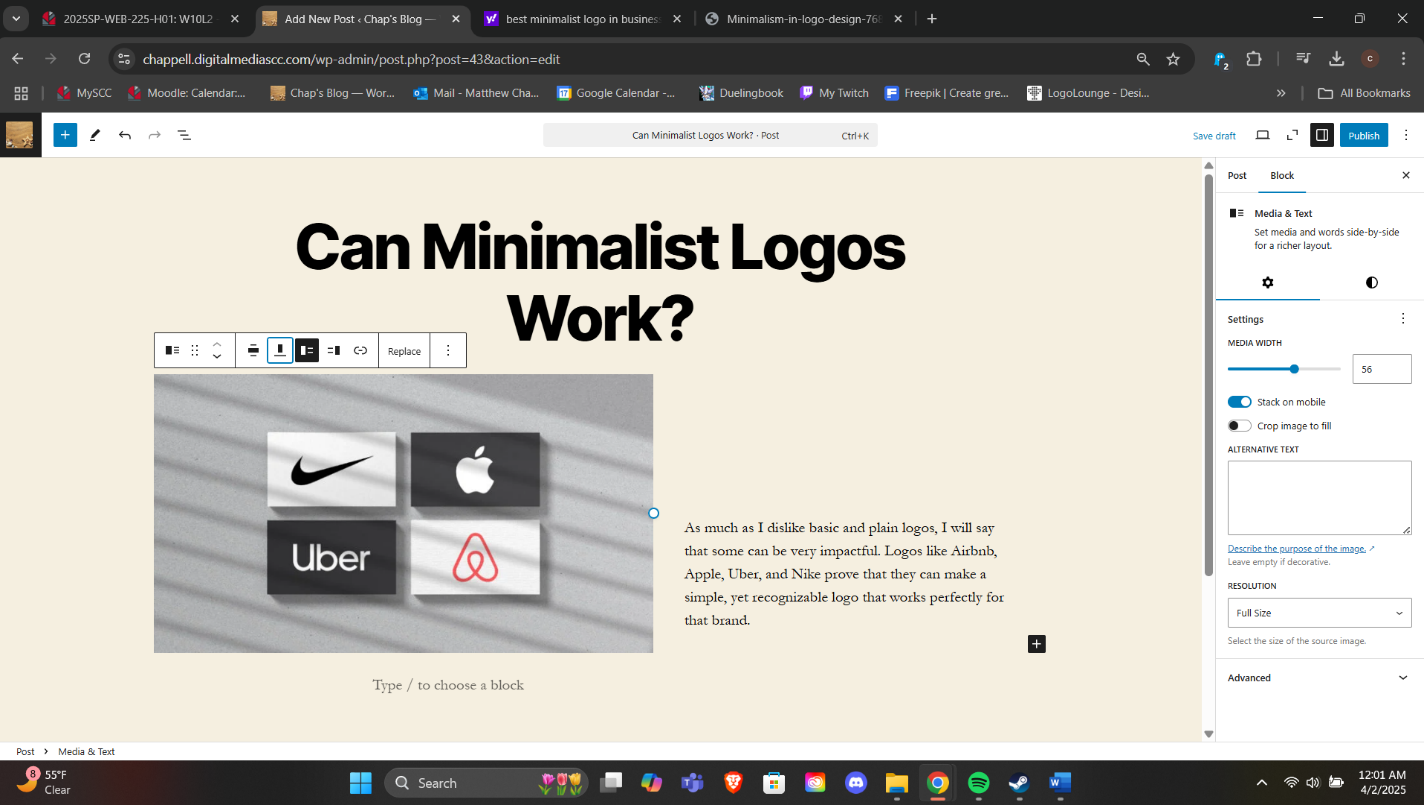 2025SP-WEB-225-H01: W10L2
Add New Post ‹ Chap's Blog —
best minimalist logo in business
Minimalism-in-logo-design-768
chappell.digitalmediascc.com/wp-admin/post.php?post=43&action=edit
2
c
MySCC
Moodle: Calendar:...
Chap's Blog — Wor...
Mail - Matthew Cha...
Google Calendar -...
Duelingbook
My Twitch
Freepik | Create gre...
LogoLounge - Desi...
All Bookmarks
Can Minimalist Logos Work? · Post
Ctrl+K
Save draft
Publish
Post
Block
Media & Text
Set media and words side-by-side
for a richer layout.
Can Minimalist Logos
Work?
Replace
Settings
MEDIA WIDTH
56
Stack on mobile
Crop image to fill
ALTERNATIVE TEXT
Describe the purpose of the image. ↗
Leave empty if decorative.
RESOLUTION
Full Size
Select the size of the source image.
Advanced
Uber
As much as I dislike basic and plain logos, I will say
that some can be very impactful. Logos like Airbnb,
Apple, Uber, and Nike prove that they can make a
simple, yet recognizable logo that works perfectly for
that brand.
Type / to choose a block
Post
Media & Text
8
55°F
Clear
Search
12:01 AM
4/2/2025